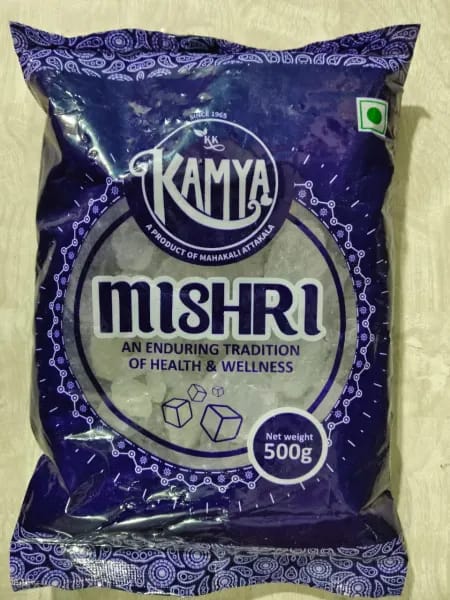 SINCE 1965
KK
KAMYA
A PRODUCT OF MAHAKALI ATTAKALA
MISHRI
AN ENDURING TRADITION
OF HEALTH & WELLNESS
Net weight
500g